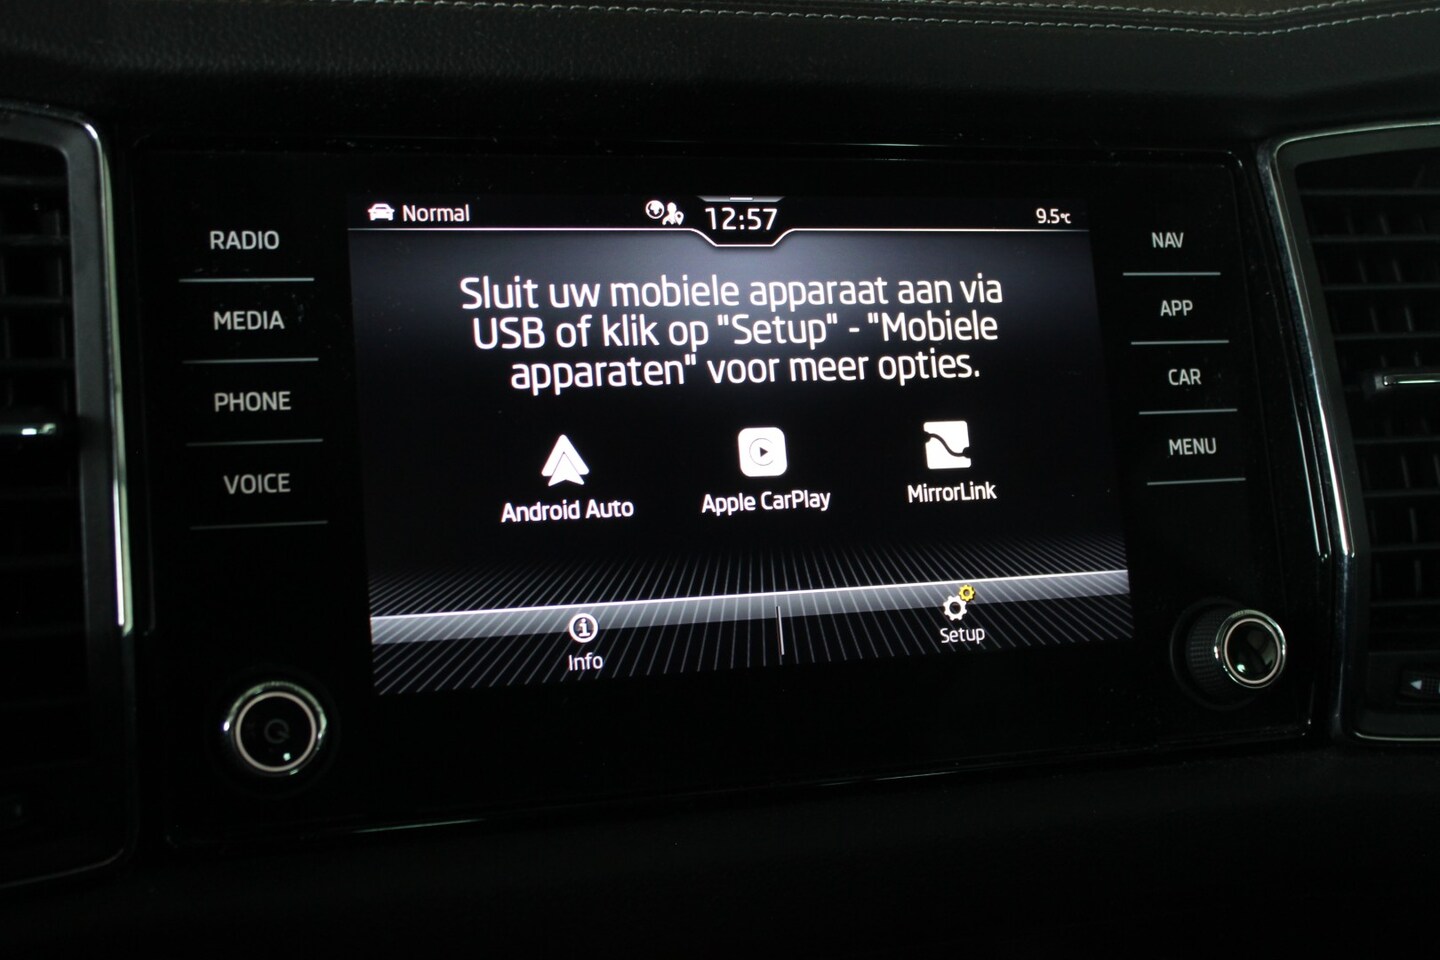 Normal
12:57
9.5°C
RADIO
MEDIA
PHONE
VOICE
Sluit uw mobiele apparaat aan via
USB of klik op "Setup" - "Mobiele
apparaten" voor meer opties.
Android Auto
Apple CarPlay
MirrorLink
Info
Setup
NAV
APP
CAR
MENU